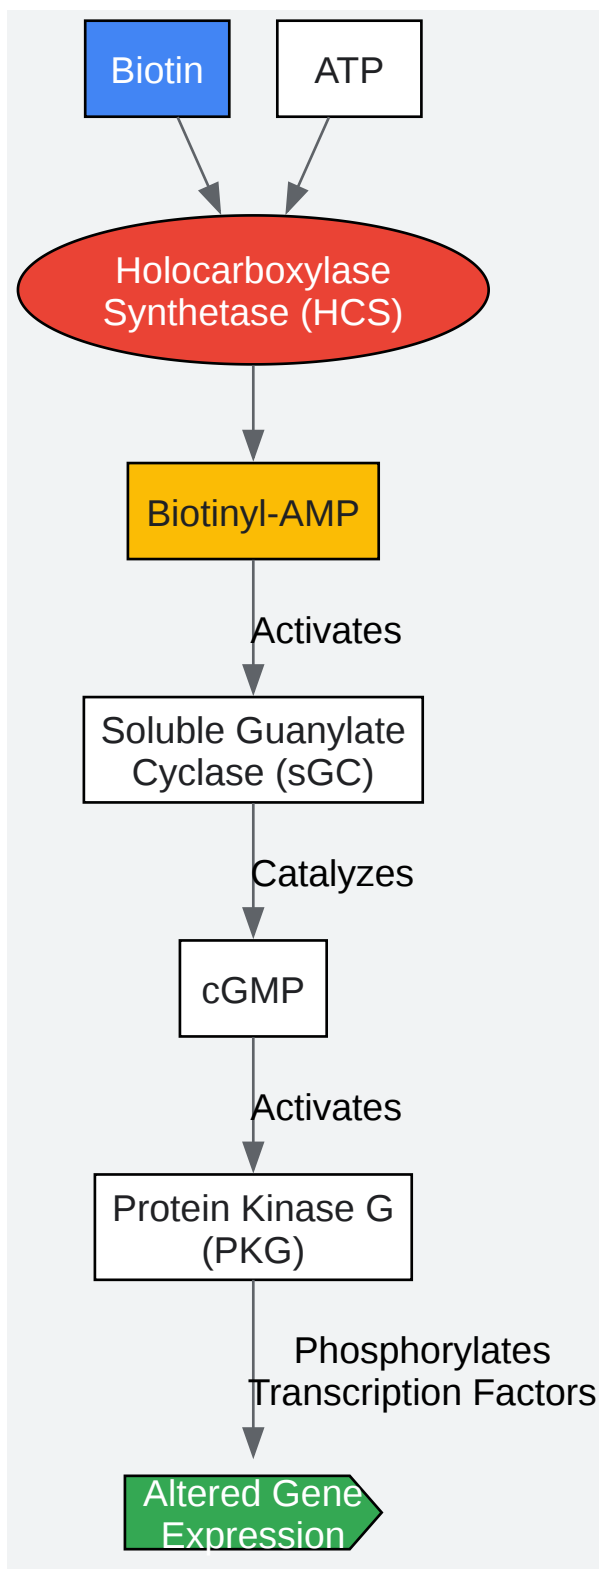 Biotin
ATP
Holocarboxylase
Synthetase (HCS)
Biotinyl-AMP
Activates
Soluble Guanylate
Cyclase (sGC)
Catalyzes
cGMP
Activates
Protein Kinase G
(PKG)
Phosphorylates
Transcription Factors
Altered Gene
Expression